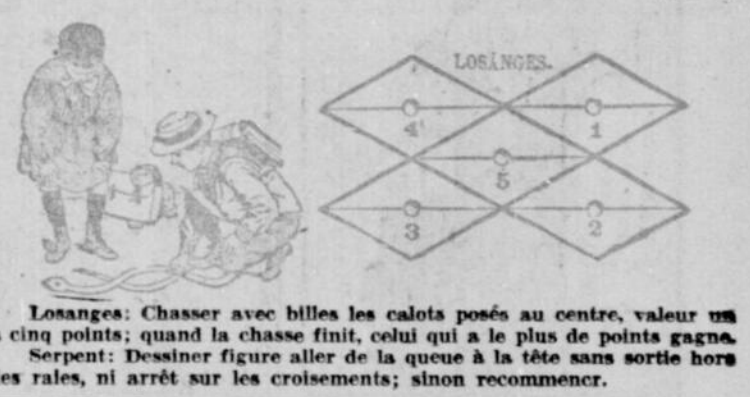 LOSANGES.
4 1
5
3 2
Losanges: Chasser avec billes les calots posés au centre, valeur un
cinq points; quand la chasse finit, celui qui a le plus de points gagne.
Serpent: Dessiner figure aller de la queue à la tête sans sortie hors
es raies, ni arrêt sur les croisements; sinon recommencr.